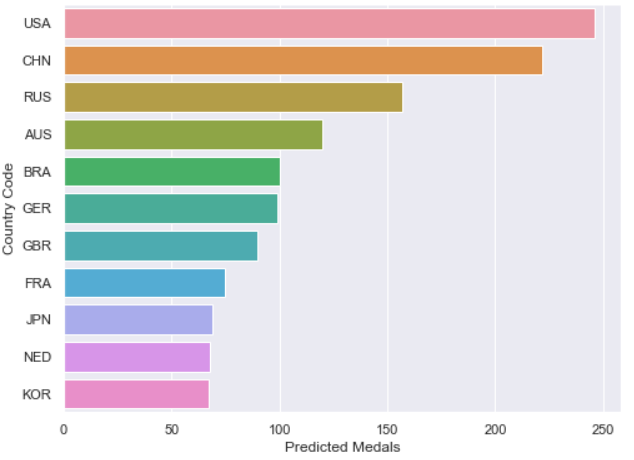 USA
CHN
RUS
AUS
BRA
GER
GBR
FRA
JPN
NED
KOR
Country Code
0 50 100 150 200 250
Predicted Medals